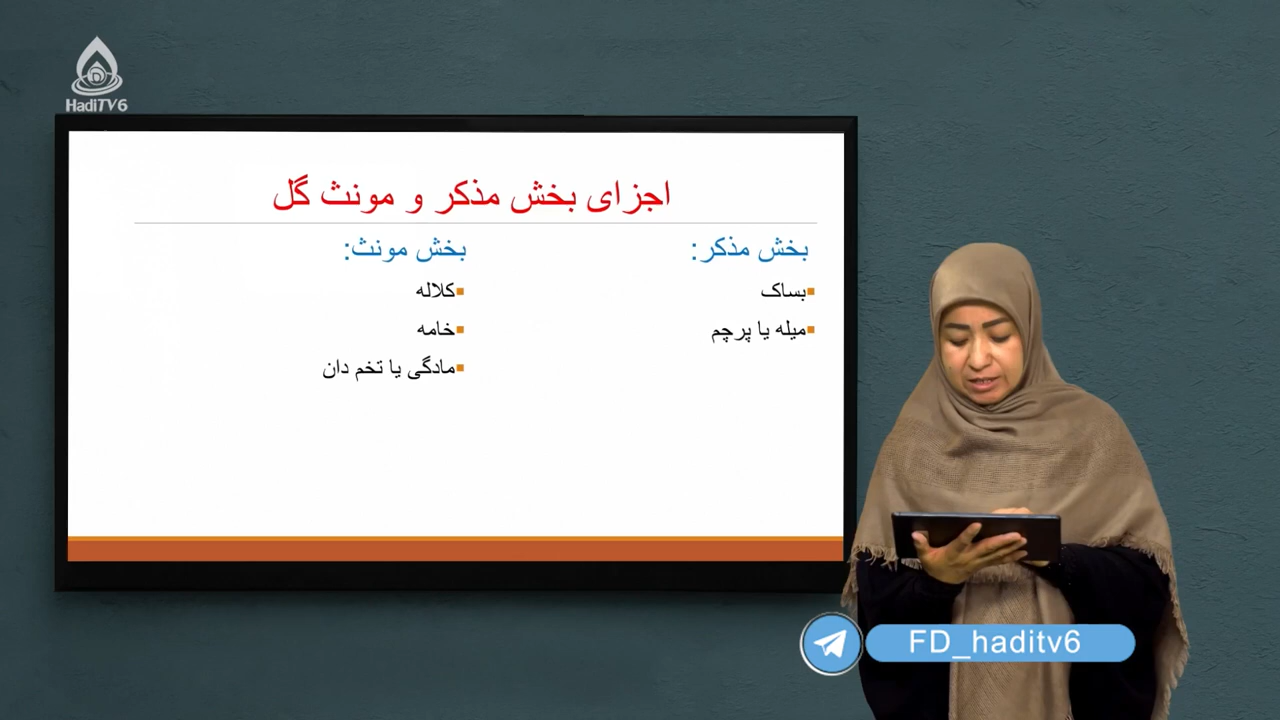 HadiTV6
اجزای بخش مذکر و مونث گل
بخش مذکر:
▪بساک
▪میله یا پرچم
بخش مونث:
▪کلاله
▪خامه
▪مادگی یا تخم دان
FD_haditv6